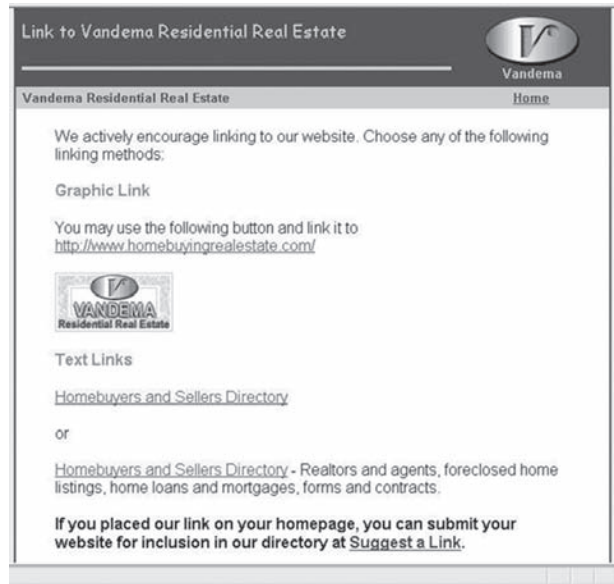 Link to Vandema Residential Real Estate
V
Vandema
Vandema Residential Real Estate Home
We actively encourage linking to our website. Choose any of the following
linking methods:
Graphic Link
You may use the following button and link it to
http://www.homebuyingrealestate.com/
V
VANDEMA
Residential Real Estate
Text Links
Homebuyers and Sellers Directory
or
Homebuyers and Sellers Directory - Realtors and agents, foreclosed home
listings, home loans and mortgages, forms and contracts.
If you placed our link on your homepage, you can submit your
website for inclusion in our directory at Suggest a Link.